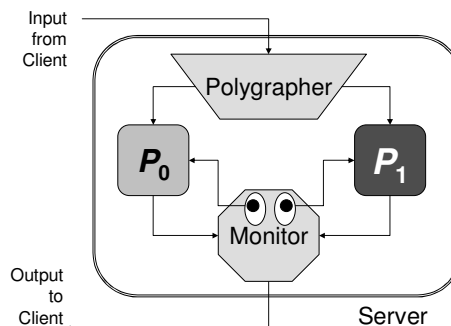 Input
from
Client
Polygrapher
P0
P1
Monitor
Output
to
Client
Server